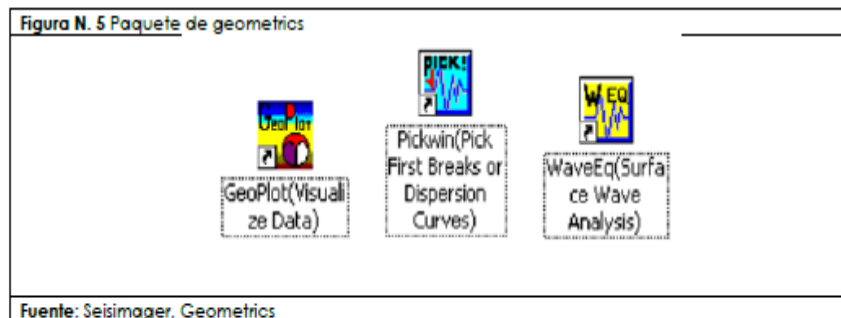 Figura N. 5 Paquete de geometrics
GeoPlot
PICK!
W EQ
GeoPlot(Visuali
ze Data)
Pickwin(Pick
First Breaks or
Dispersion
Curves)
WaveEq(Surfa
ce Wave
Analysis)
Fuente: Seisimager. Geometrics